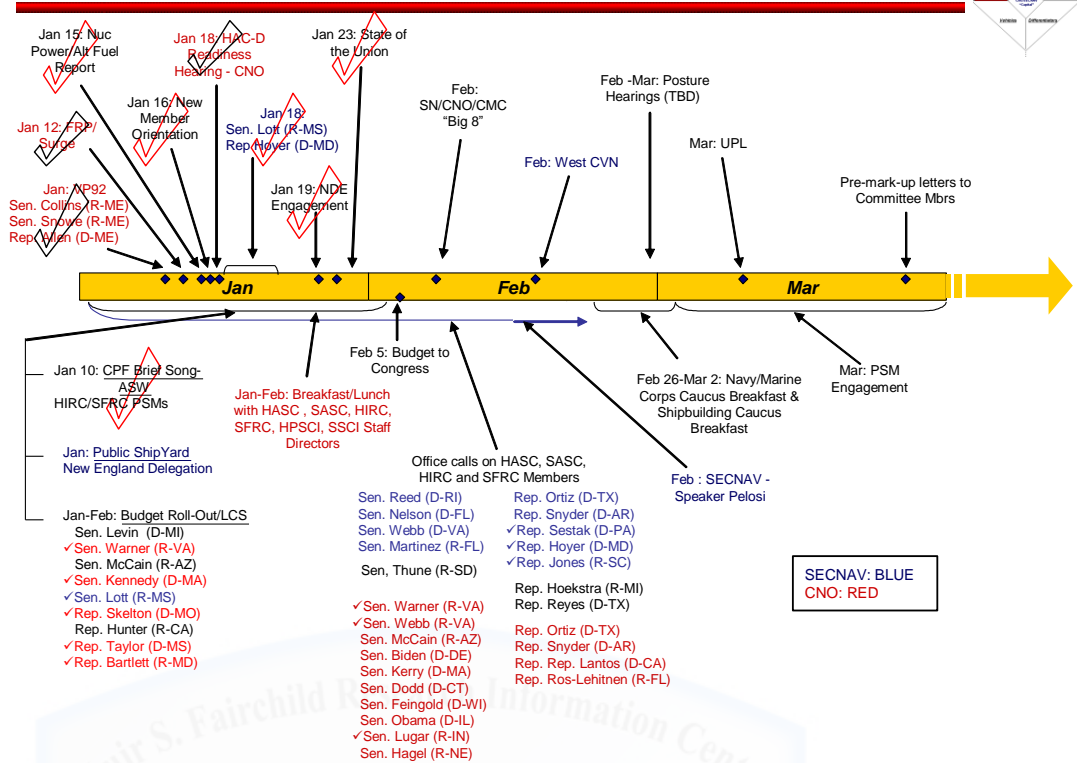 Jan 15: Nuc
Power/Alt Fuel
Report
Jan 18: HAC-D
Readiness
Hearing - CNO
Jan 23: State of
the Union
Jan 16: New
Member
Orientation
Jan 12: FRP/
Surge
Jan 18:
Sen. Lott (R-MS)
Rep Hoyer (D-MD)
Jan: VP92
Sen. Collins (R-ME)
Sen. Snowe (R-ME)
Rep. Allen (D-ME)
Jan 19: NDE
Engagement
Feb:
SN/CNO/CMC
“Big 8”
Feb: West CVN
Feb -Mar: Posture
Hearings (TBD)
Mar: UPL
Pre-mark-up letters to
Committee Mbrs
Jan
Feb
Mar
Jan 10: CPF Brief Song-
ASW
HIRC/SFRC PSMs
Jan: Public ShipYard
New England Delegation
Jan-Feb: Budget Roll-Out/LCS
Sen. Levin (D-MI)
✓Sen. Warner (R-VA)
Sen. McCain (R-AZ)
✓Sen. Kennedy (D-MA)
✓Sen. Lott (R-MS)
✓Rep. Skelton (D-MO)
Rep. Hunter (R-CA)
✓Rep. Taylor (D-MS)
✓Rep. Bartlett (R-MD)
Jan-Feb: Breakfast/Lunch
with HASC , SASC, HIRC,
SFRC, HPSCI, SSCI Staff
Directors
Feb 5: Budget to
Congress
Office calls on HASC, SASC,
HIRC and SFRC Members
Sen. Reed (D-RI)
Sen. Nelson (D-FL)
Sen. Webb (D-VA)
Sen. Martinez (R-FL)
Sen, Thune (R-SD)
✓Sen. Warner (R-VA)
✓Sen. Webb (R-VA)
Sen. McCain (R-AZ)
Sen. Biden (D-DE)
Sen. Kerry (D-MA)
Sen. Dodd (D-CT)
Sen. Feingold (D-WI)
Sen. Obama (D-IL)
✓Sen. Lugar (R-IN)
Sen. Hagel (R-NE)
Rep. Ortiz (D-TX)
Rep. Snyder (D-AR)
✓Rep. Sestak (D-PA)
✓Rep. Hoyer (D-MD)
✓Rep. Jones (R-SC)
Rep. Hoekstra (R-MI)
Rep. Reyes (D-TX)
Rep. Ortiz (D-TX)
Rep. Snyder (D-AR)
Rep. Rep. Lantos (D-CA)
Rep. Ros-Lehitnen (R-FL)
Feb 26-Mar 2: Navy/Marine
Corps Caucus Breakfast &
Shipbuilding Caucus
Breakfast
Feb : SECNAV -
Speaker Pelosi
Mar: PSM
Engagement
SECNAV: BLUE
CNO: RED
S. Fairchild R Information Cen